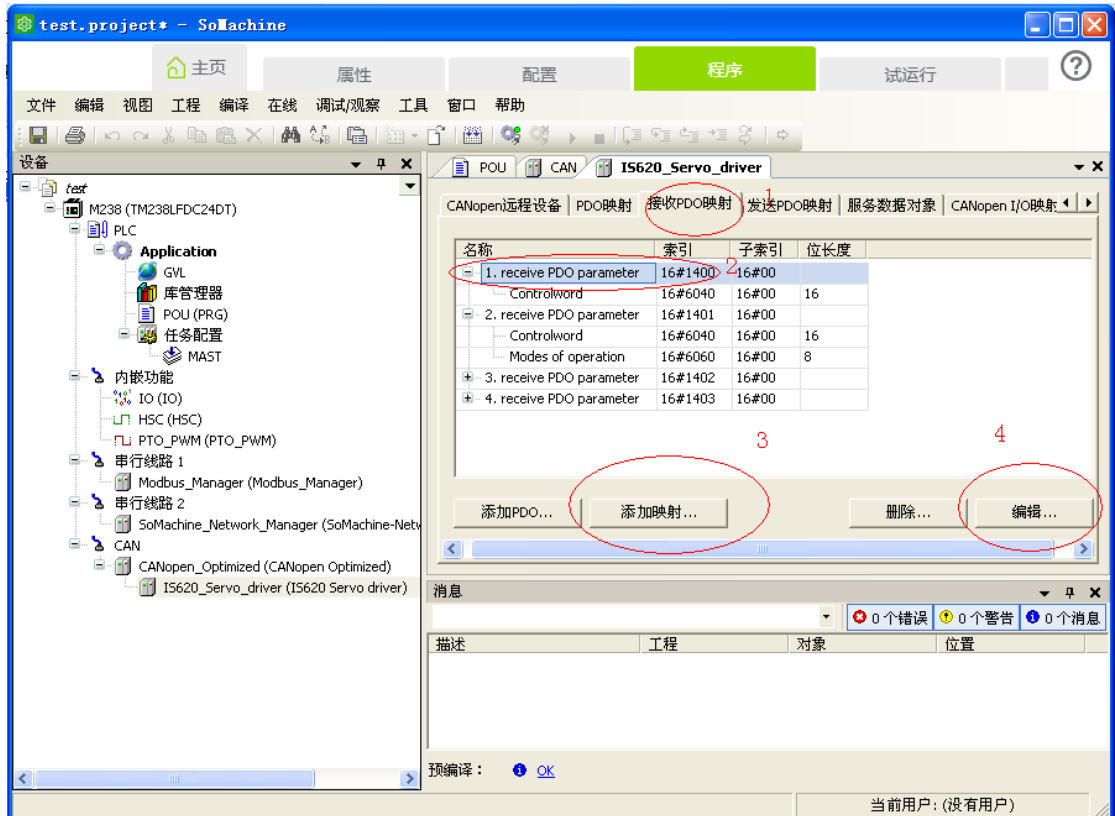 test.project* - SoMachine
主页 属性 配置 程序 试运行 ?
文件 编辑 视图 工程 编译 在线 调试/观察 工具 窗口 帮助
设备
test
M238 (TM238LFDC24DT)
PLC
Application
GVL
库管理器
POU (PRG)
任务配置
MAST
内嵌功能
IO (IO)
HSC (HSC)
PTO_PWM (PTO_PWM)
串行线路 1
Modbus_Manager (Modbus_Manager)
串行线路 2
SoMachine_Network_Manager (SoMachine-Netw
CAN
CANopen_Optimized (CANopen Optimized)
IS620_Servo_driver (IS620 Servo driver)
POU CAN IS620_Servo_driver
CANopen远程设备 PDO映射 接收PDO映射 发送PDO映射 服务数据对象 CANopen I/O映射
1
名称 索引 子索引 位长度
1. receive PDO parameter 16#1400 16#00
2
Controlword 16#6040 16#00 16
2. receive PDO parameter 16#1401 16#00
Controlword 16#6040 16#00 16
Modes of operation 16#6060 16#00 8
3. receive PDO parameter 16#1402 16#00
4. receive PDO parameter 16#1403 16#00
3 4
添加PDO... 添加映射... 删除... 编辑...
消息
0 个错误 0 个警告 0 个消息
描述 工程 对象 位置
预编译： OK
当前用户: (没有用户)